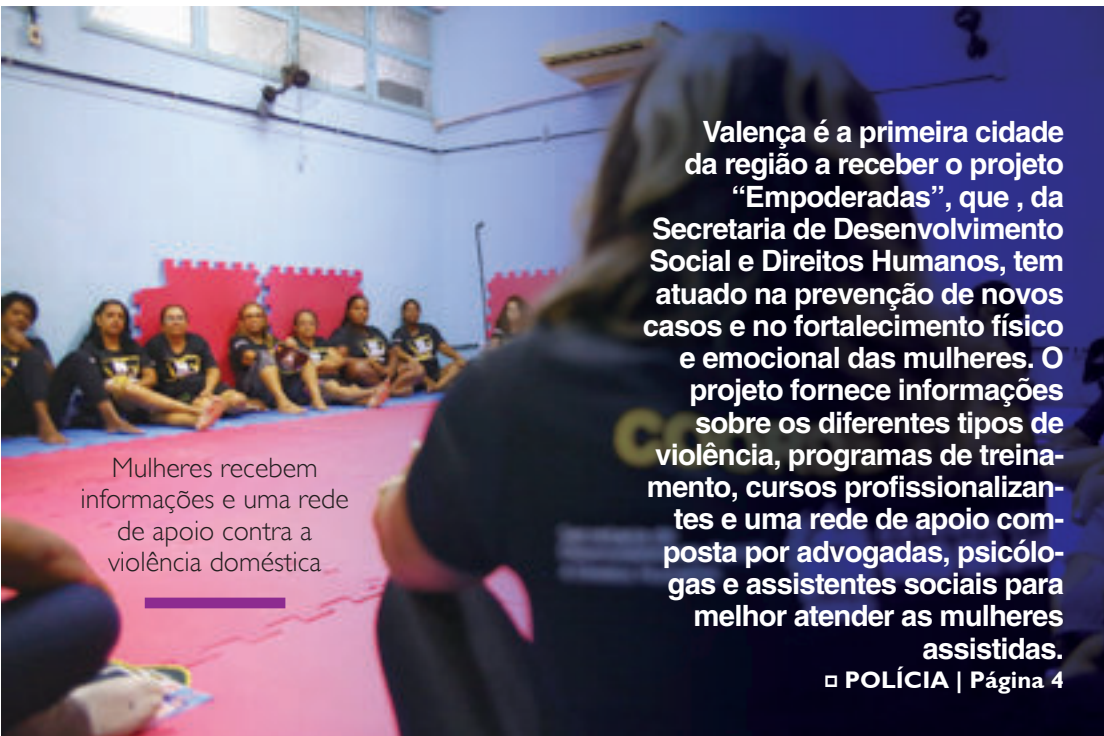 Valença é a primeira cidade
da região a receber o projeto
“Empoderadas”, que , da
Secretaria de Desenvolvimento
Social e Direitos Humanos, tem
atuado na prevenção de novos
casos e no fortalecimento físico
e emocional das mulheres. O
projeto fornece informações
sobre os diferentes tipos de
violência, programas de treina-
mento, cursos profissionalizan-
tes e uma rede de apoio com-
posta por advogadas, psicólo-
gas e assistentes sociais para
melhor atender as mulheres
assistidas.
POLÍCIA | Página 4
Mulheres recebem
informações e uma rede
de apoio contra a
violência doméstica